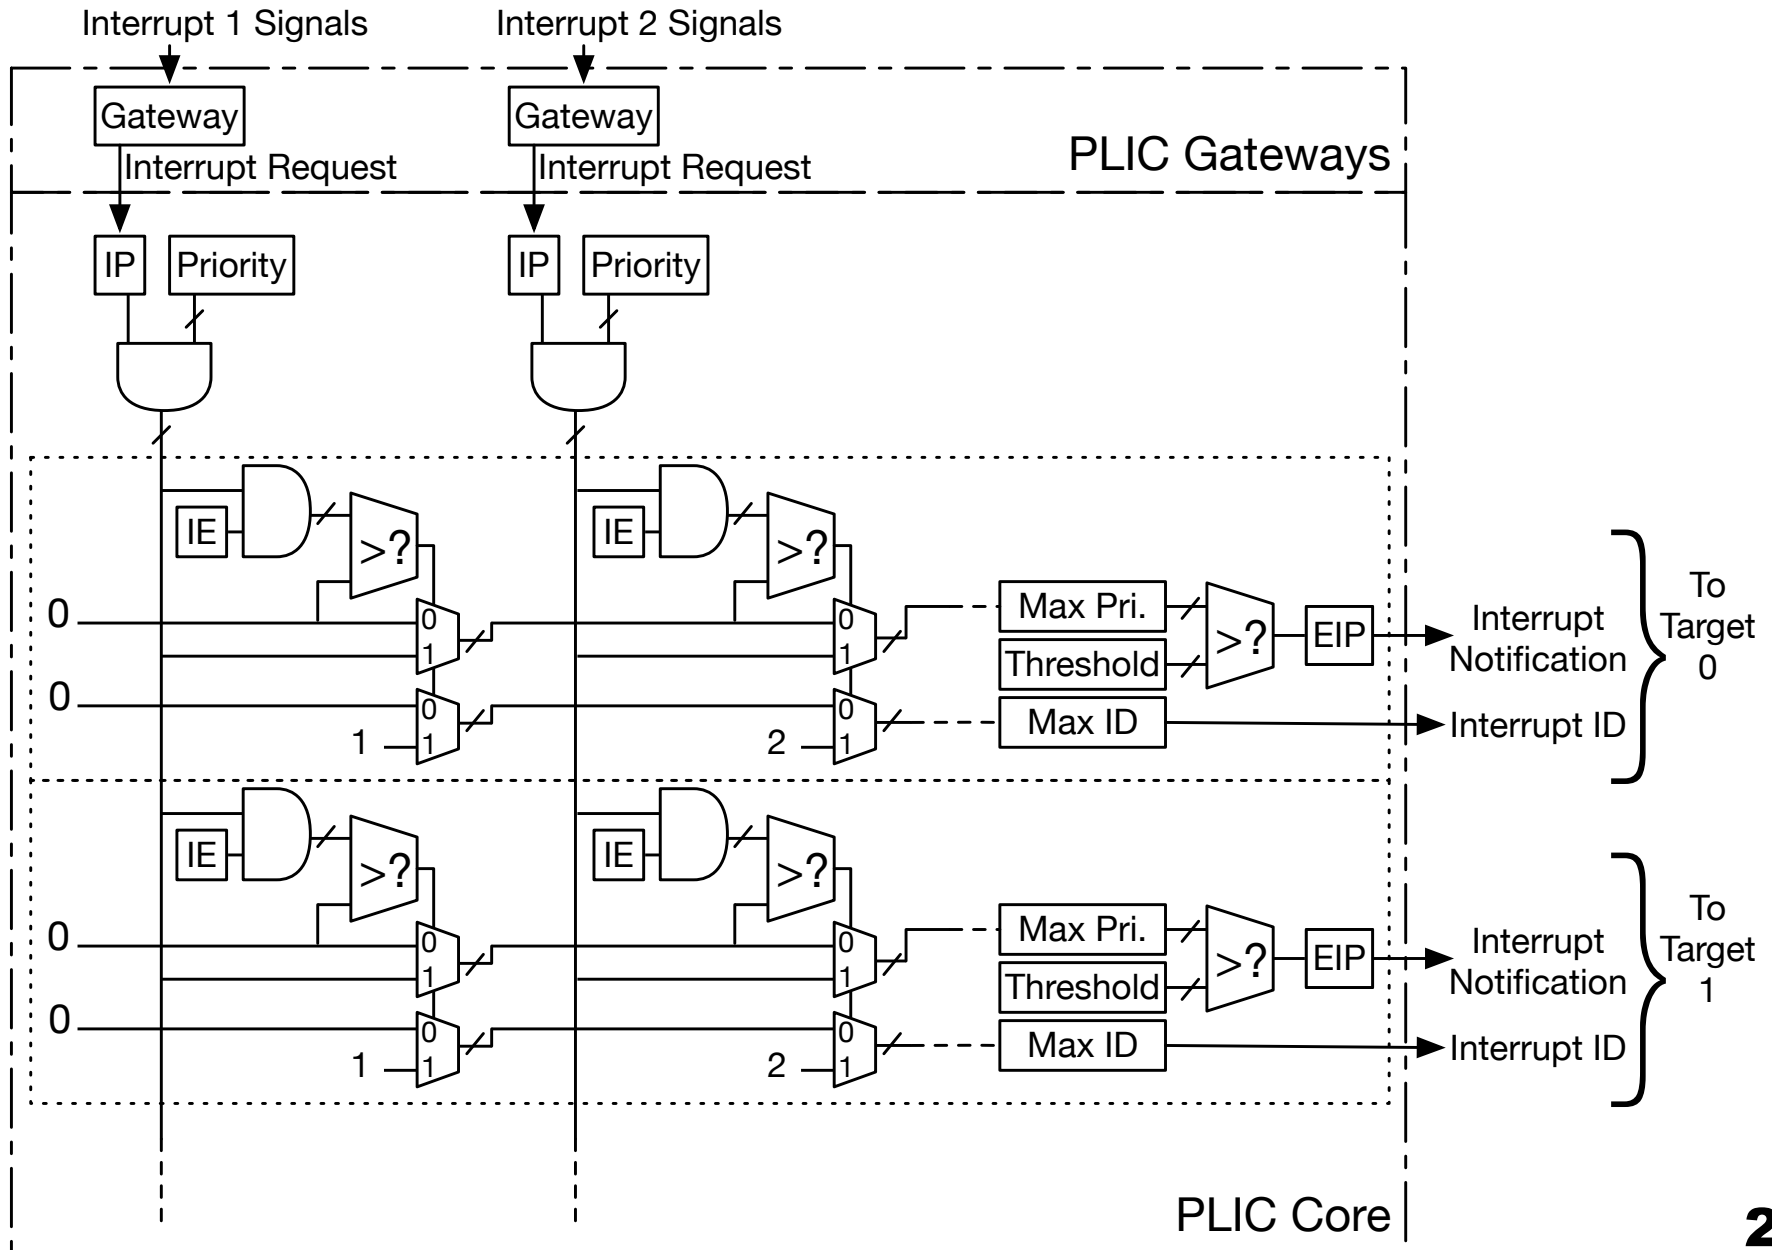 Interrupt 1 Signals
Interrupt 2 Signals
Gateway
Gateway
PLIC Gateways
Interrupt Request
Interrupt Request
IP
Priority
IP
Priority
IE
>?
IE
>?
0
0
1
0
1
Max Pri.
Threshold
>?
EIP
Interrupt
Notification
To
Target
0
0
0
1
1
0
2
1
Max ID
Interrupt ID
IE
>?
IE
>?
0
0
1
0
1
Max Pri.
Threshold
>?
EIP
Interrupt
Notification
To
Target
1
0
0
1
1
0
2
1
Max ID
Interrupt ID
PLIC Core
2